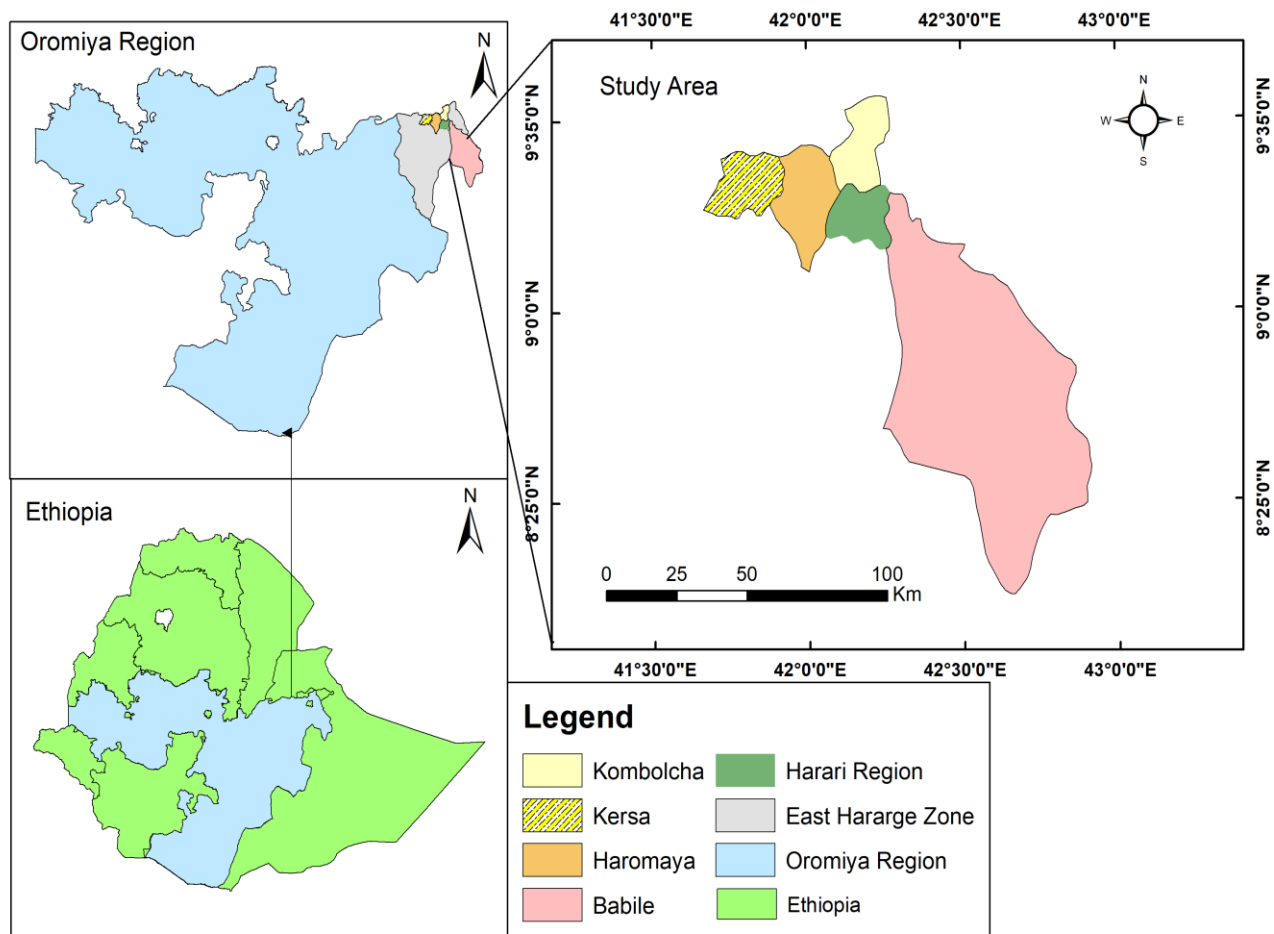 Oromiya Region
N
Ethiopia
N
41°30'0"E 42°0'0"E 42°30'0"E 43°0'0"E
Study Area
N
W E
S
9°35'0"N
9°0'0"N
8°25'0"N
9°35'0"N
9°0'0"N
8°25'0"N
0 25 50 100
Km
41°30'0"E 42°0'0"E 42°30'0"E 43°0'0"E
Legend
Kombolcha
Kersa
Haromaya
Babile
Harari Region
East Hararge Zone
Oromiya Region
Ethiopia